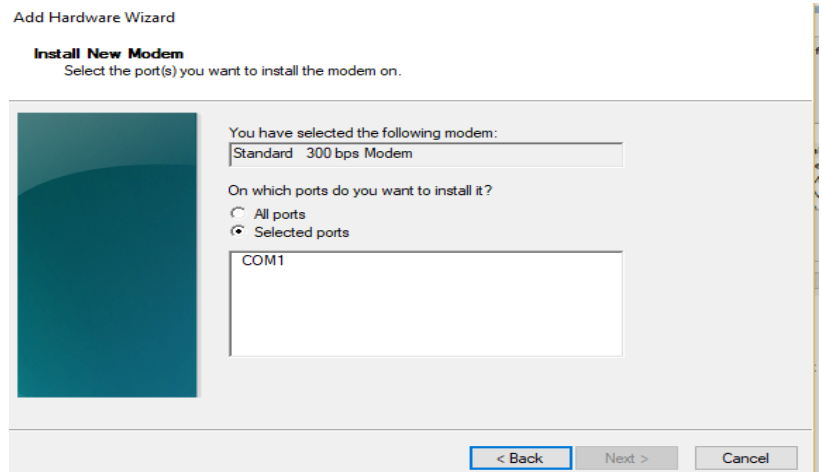 Add Hardware Wizard
Install New Modem
Select the port(s) you want to install the modem on.
You have selected the following modem:
Standard 300 bps Modem
On which ports do you want to install it?
All ports
Selected ports
COM1
< Back Next > Cancel